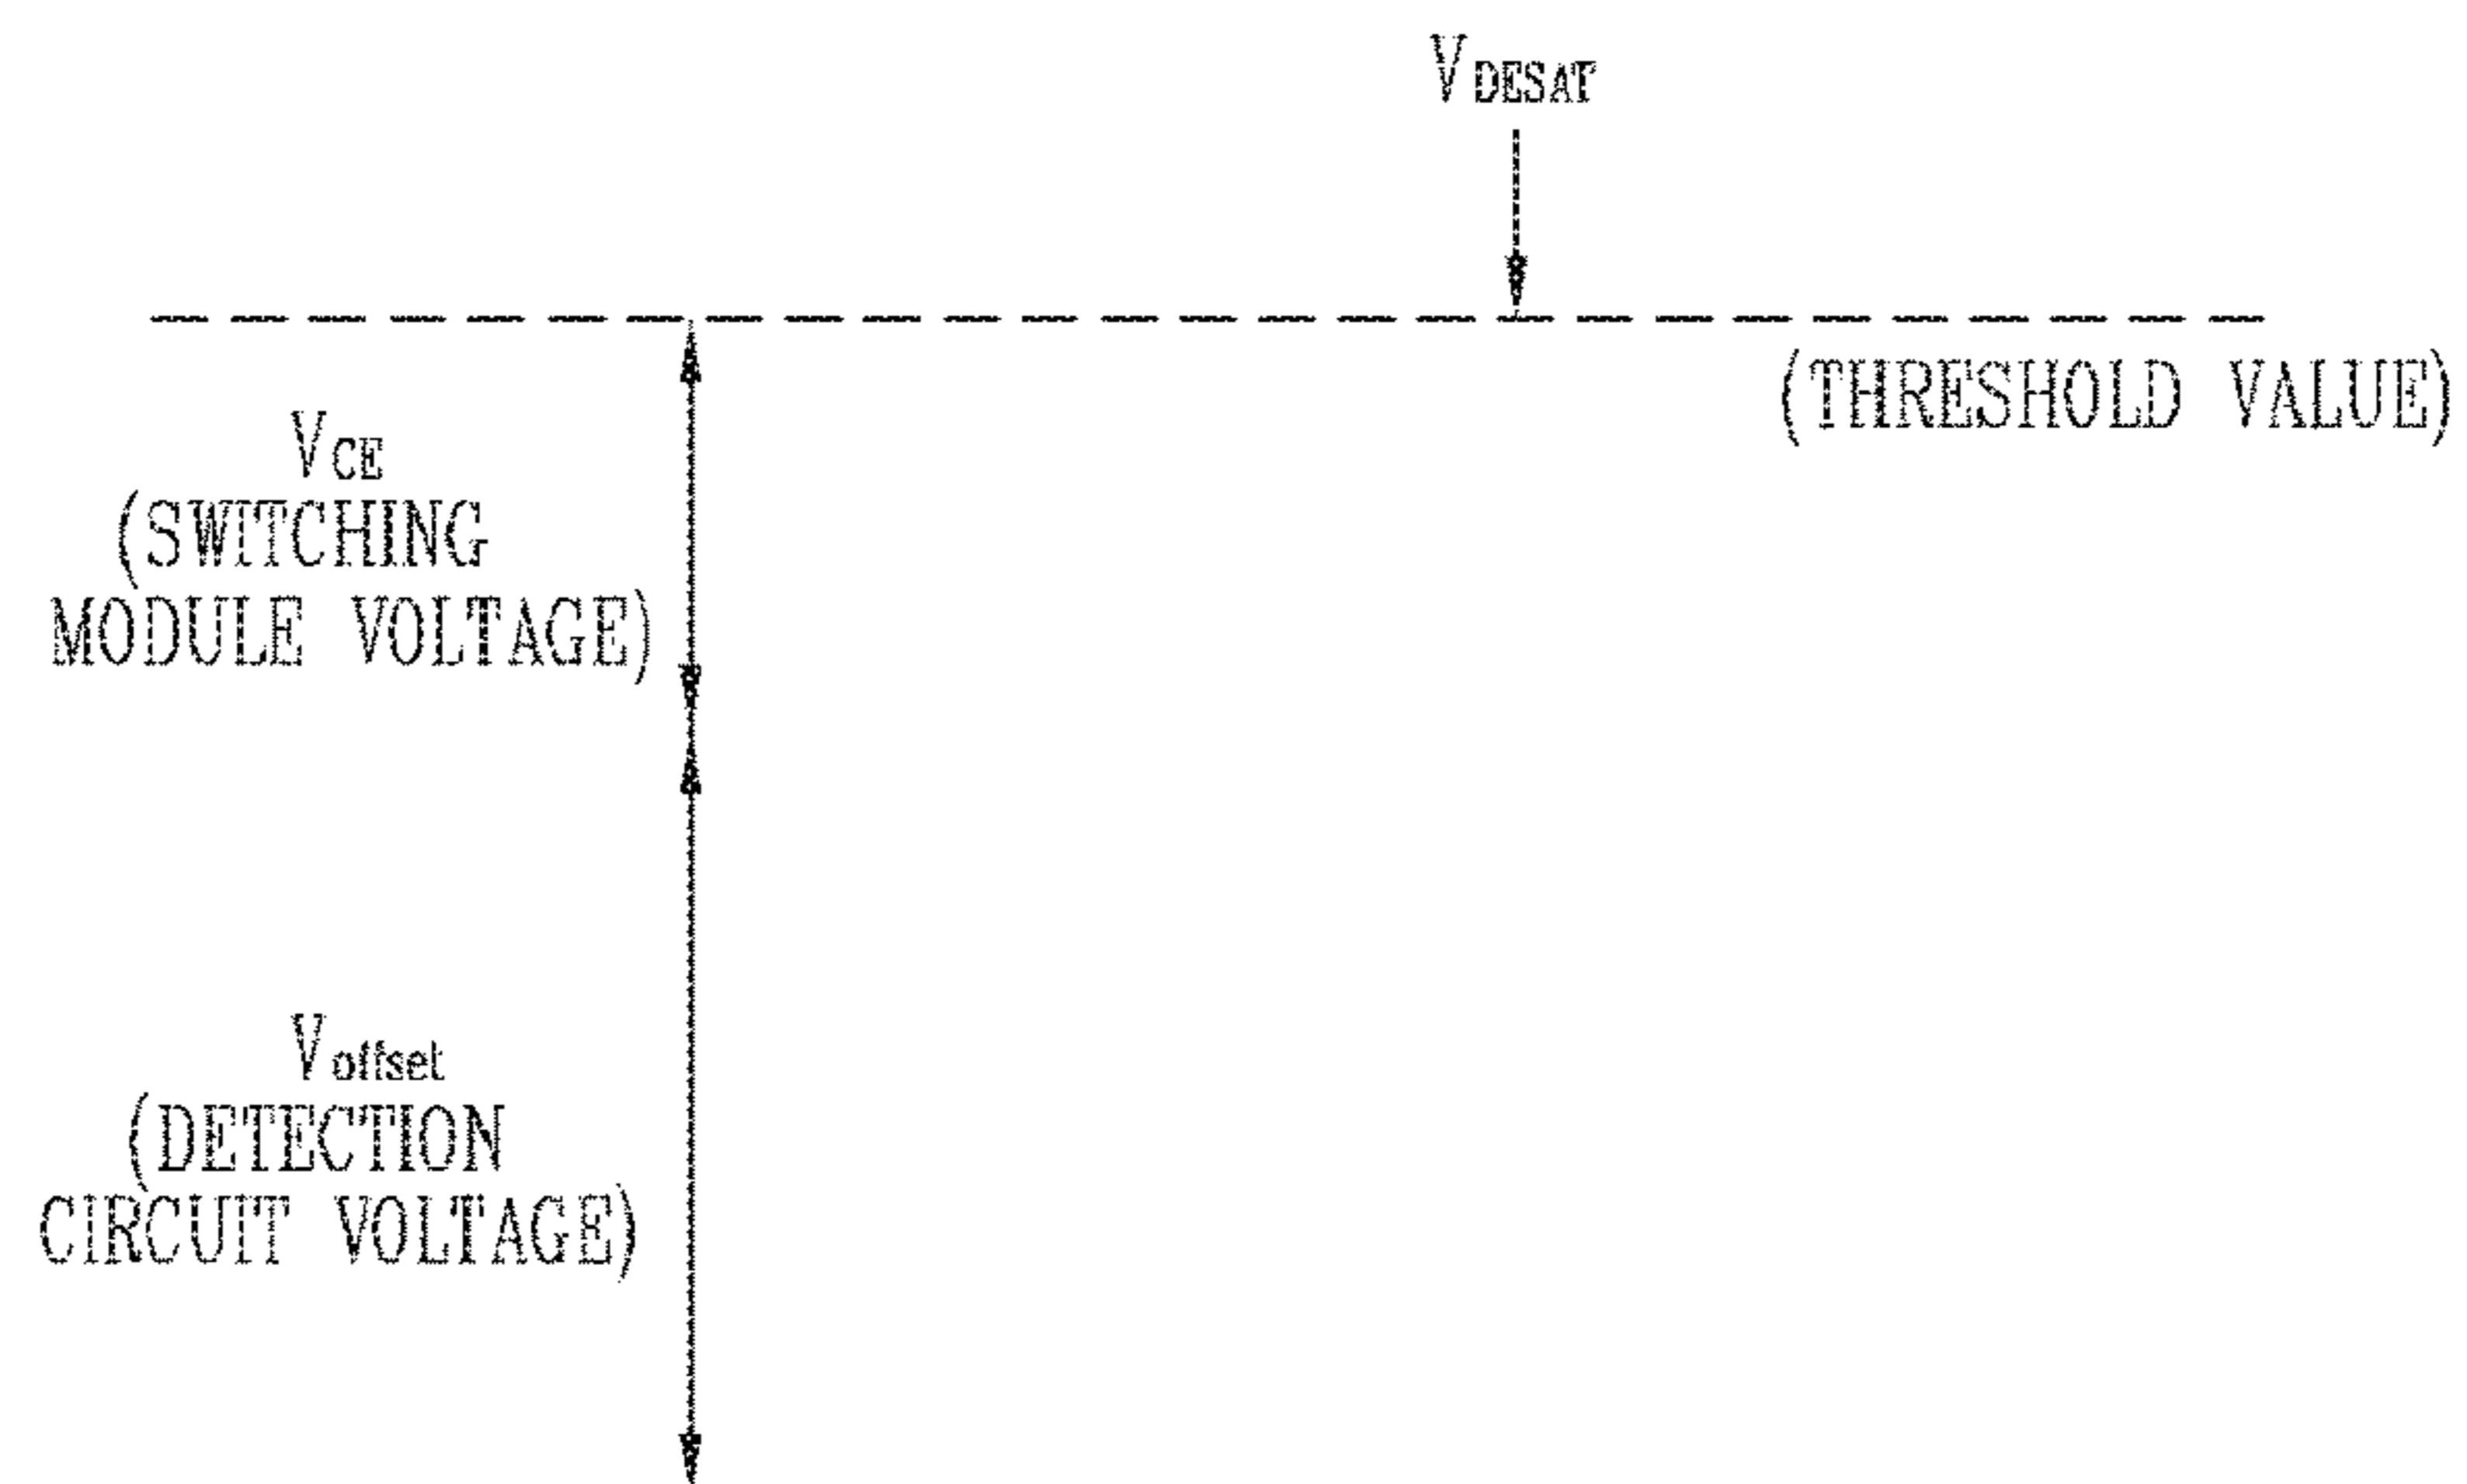 VDESAT
(THRESHOLD VALUE)
VCE
(SWITCHING
MODULE VOLTAGE)
Voffset
(DETECTION
CIRCUIT VOLTAGE)